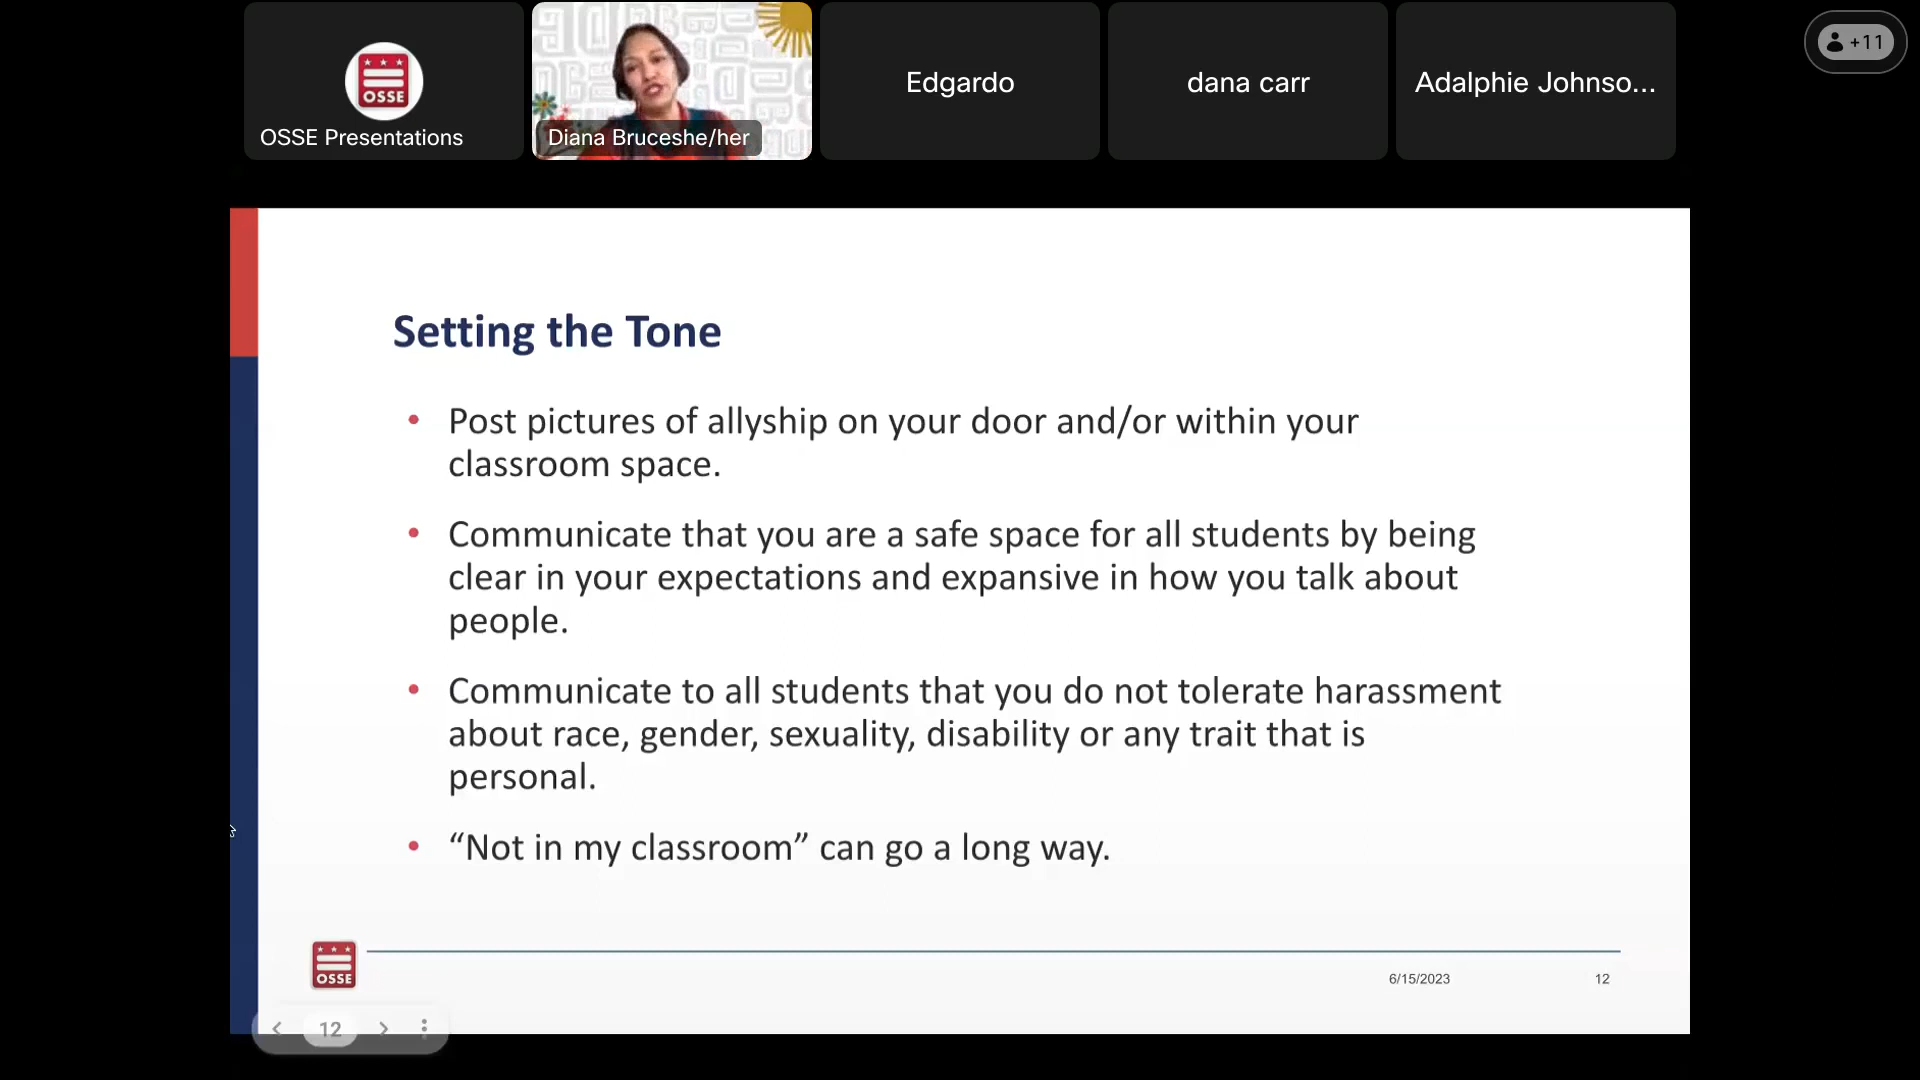 OSSE
OSSE Presentations
Diana Bruceshe/her
Edgardo
dana carr
Adalphie Johnso...
+11
Setting the Tone
• Post pictures of allyship on your door and/or within your
classroom space.
• Communicate that you are a safe space for all students by being
clear in your expectations and expansive in how you talk about
people.
• Communicate to all students that you do not tolerate harassment
about race, gender, sexuality, disability or any trait that is
personal.
• “Not in my classroom” can go a long way.
OSSE
6/15/2023
12
12